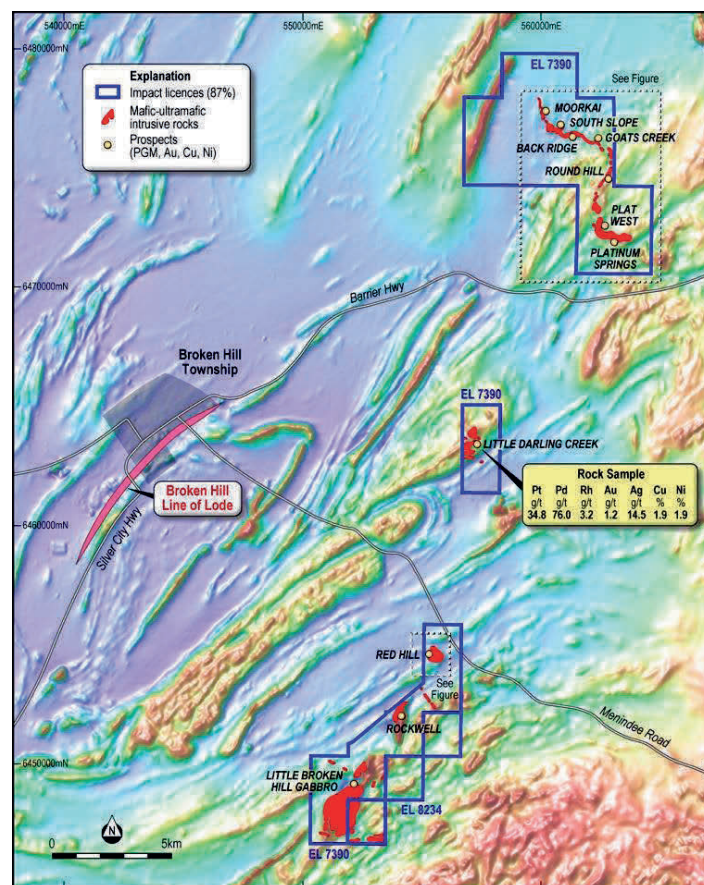 540000mE
550000mE
560000mE
6480000mN
Explanation
Impact licences (87%)
Mafic-ultramafic
intrusive rocks
Prospects
(PGM, Au, Cu, Ni)
EL 7390
See Figure
MOORKAI
SOUTH SLOPE
GOATS CREEK
BACK RIDGE
ROUND HILL
PLAT
WEST
PLATINUM
SPRINGS
6470000mN
Barrier Hwy
Broken Hill
Township
EL 7390
LITTLE DARLING CREEK
Broken Hill
Line of Lode
Rock Sample
Pt Pd Rh Au Ag Cu Ni
g/t g/t g/t g/t g/t % %
34.8 76.0 3.2 1.2 14.5 1.9 1.9
6460000mN
Silver City Hwy
RED HILL
See
Figure
ROCKWELL
Menindee Road
6450000mN
LITTLE BROKEN
HILL GABBRO
EL 8234
N
0 5km
EL 7390